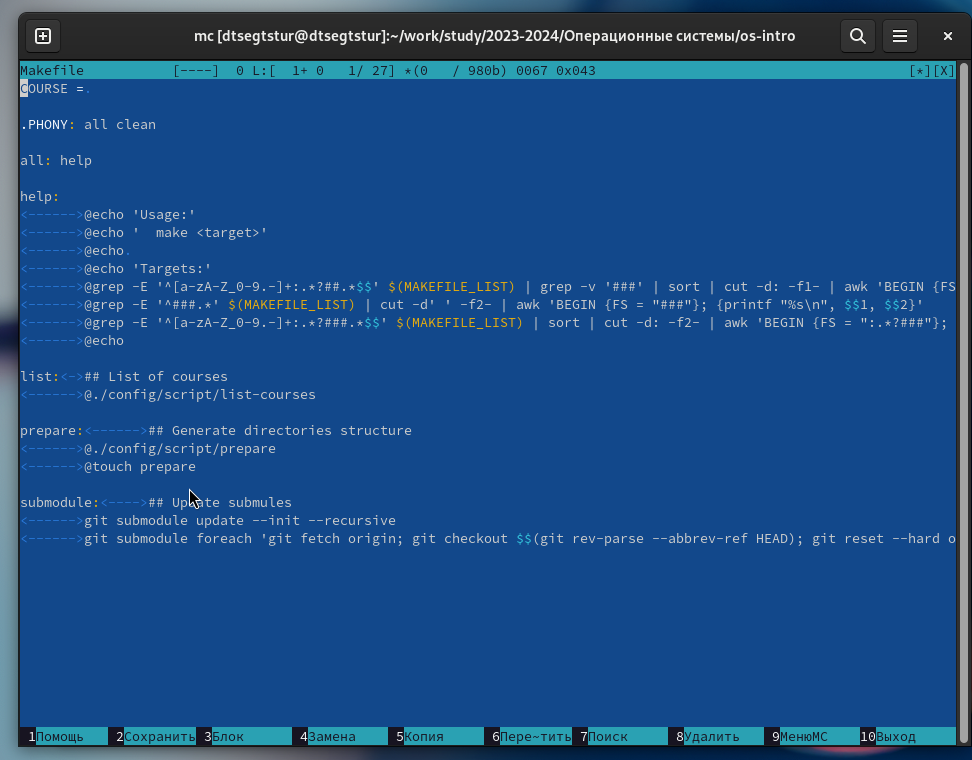 mc [dtsegtstur@dtsegtstur]:~/work/study/2023-2024/Операционные системы/os-intro
Makefile [----] 0 L:[ 1+ 0 1/ 27] *(0 / 980b) 0067 0x043 [*][X]
COURSE =.
.PHONY: all clean
all: help
help:
<------>@echo 'Usage:'
<------>@echo '  make <target>'
<------>@echo.
<------>@echo 'Targets:'
<------>@grep -E '^[a-zA-Z_0-9.-]+:.*?##.*$$' $(MAKEFILE_LIST) | grep -v '###' | sort | cut -d: -f1- | awk 'BEGIN {FS
<------>@grep -E '^###.*' $(MAKEFILE_LIST) | cut -d' ' -f2- | awk 'BEGIN {FS = "###"}; {printf "%s\n", $$1, $$2}'
<------>@grep -E '^[a-zA-Z_0-9.-]+:.*?###.*$$' $(MAKEFILE_LIST) | sort | cut -d: -f2- | awk 'BEGIN {FS = ":.*?###"};
<------>@echo
list:<->## List of courses
<------>@./config/script/list-courses
prepare:<------>## Generate directories structure
<------>@./config/script/prepare
<------>@touch prepare
submodule:<---->## Update submules
<------>git submodule update --init --recursive
<------>git submodule foreach 'git fetch origin; git checkout $$(git rev-parse --abbrev-ref HEAD); git reset --hard o
1Помощь 2Сохранить 3Блок 4Замена 5Копия 6Пере~тить 7Поиск 8Удалить 9МенюМС 10Выход